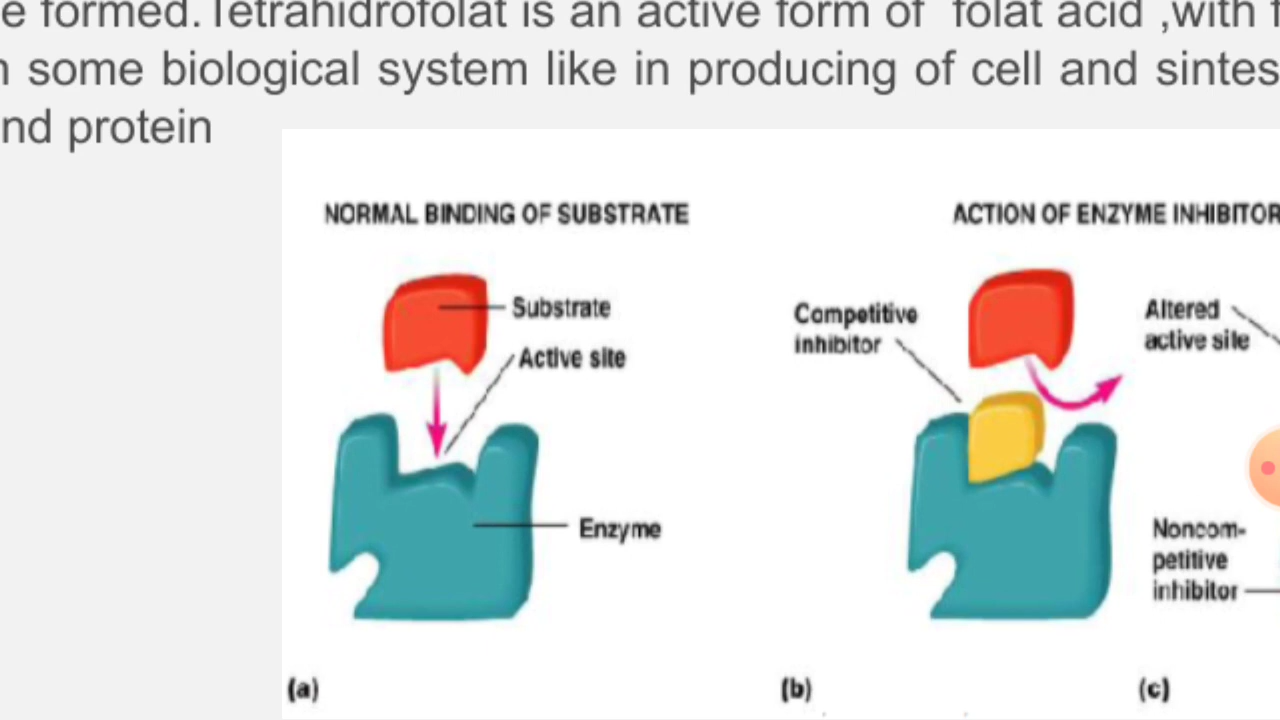 e formed.Tetrahidrofolat is an active form of folat acid ,with
some biological system like in producing of cell and sintes
nd protein
NORMAL BINDING OF SUBSTRATE
ACTION OF ENZYME INHIBITOR
Substrate
Active site
Enzyme
Competitive
inhibitor
Altered
active site
Noncom-
petitive
inhibitor
(a)
(b)
(c)